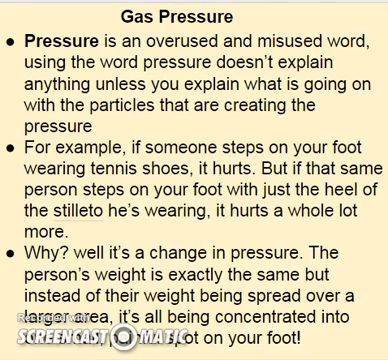 Gas Pressure
● Pressure is an overused and misused word,
using the word pressure doesn't explain
anything unless you explain what is going on
with the particles that are creating the
pressure
● For example, if someone steps on your foot
wearing tennis shoes, it hurts. But if that same
person steps on your foot with just the heel of
the stilleto he's wearing, it hurts a whole lot
more.
● Why? well it's a change in pressure. The
person's weight is exactly the same but
instead of their weight being spread over a
larger area, it's all being concentrated into
spot on your foot!
SCREENCAST MATIC